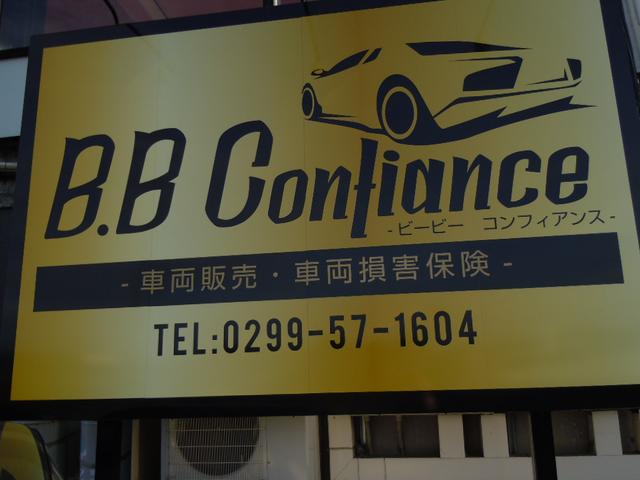 B.B Confiance
-ビービー コンフィアンス-
- 車両販売・車両損害保険 -
TEL:0299-57-1604